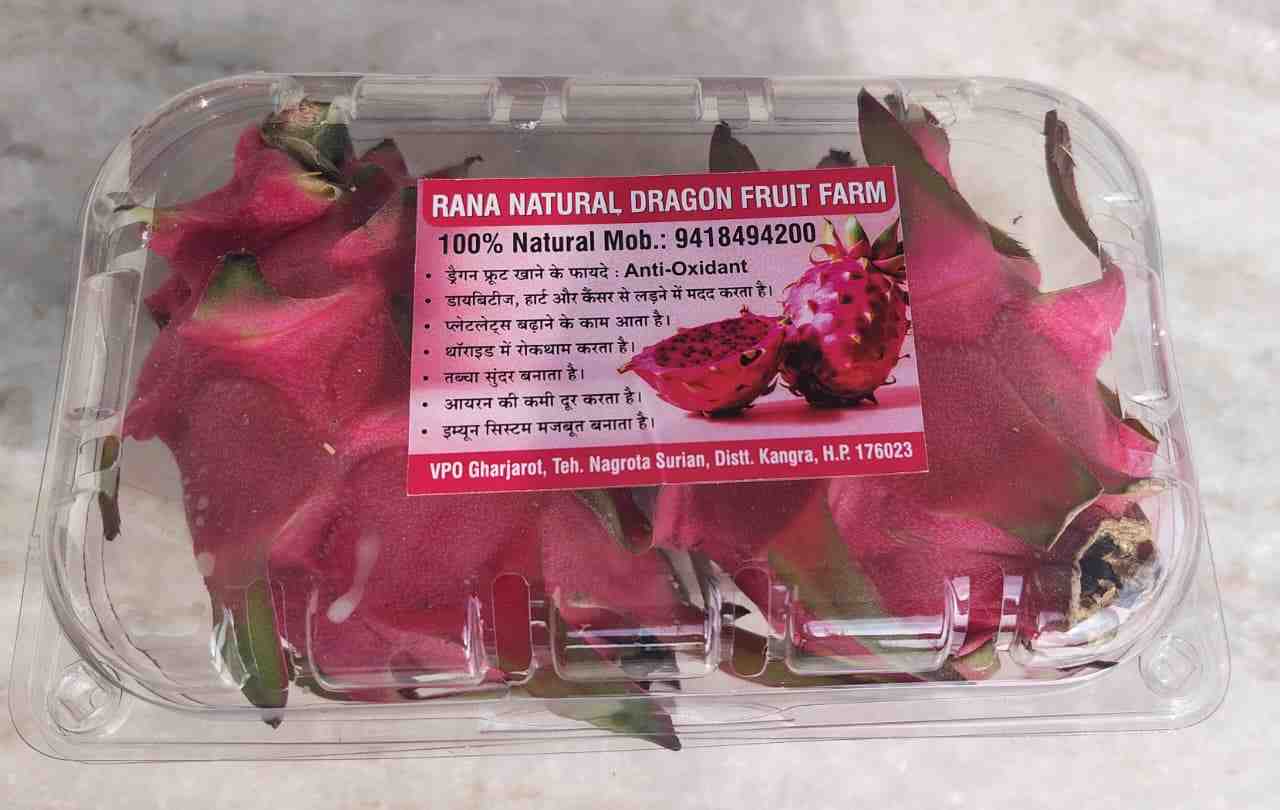 RANA NATURAL DRAGON FRUIT FARM
100% Natural Mob.: 9418494200
• ड्रैगन फ्रूट खाने के फायदे : Anti-Oxidant
• डायबिटीज, हार्ट और कैंसर से लड़ने में मदद करता है।
• प्लेटलेट्स बढ़ाने के काम आता है।
• थॉराइड में रोकथाम करता है।
• तब्चा सुंदर बनाता है।
• आयरन की कमी दूर करता है।
• इम्यून सिस्टम मजबूत बनाता है।
VPO Gharjarot, Teh. Nagrota Surian, Distt. Kangra, H.P. 176023